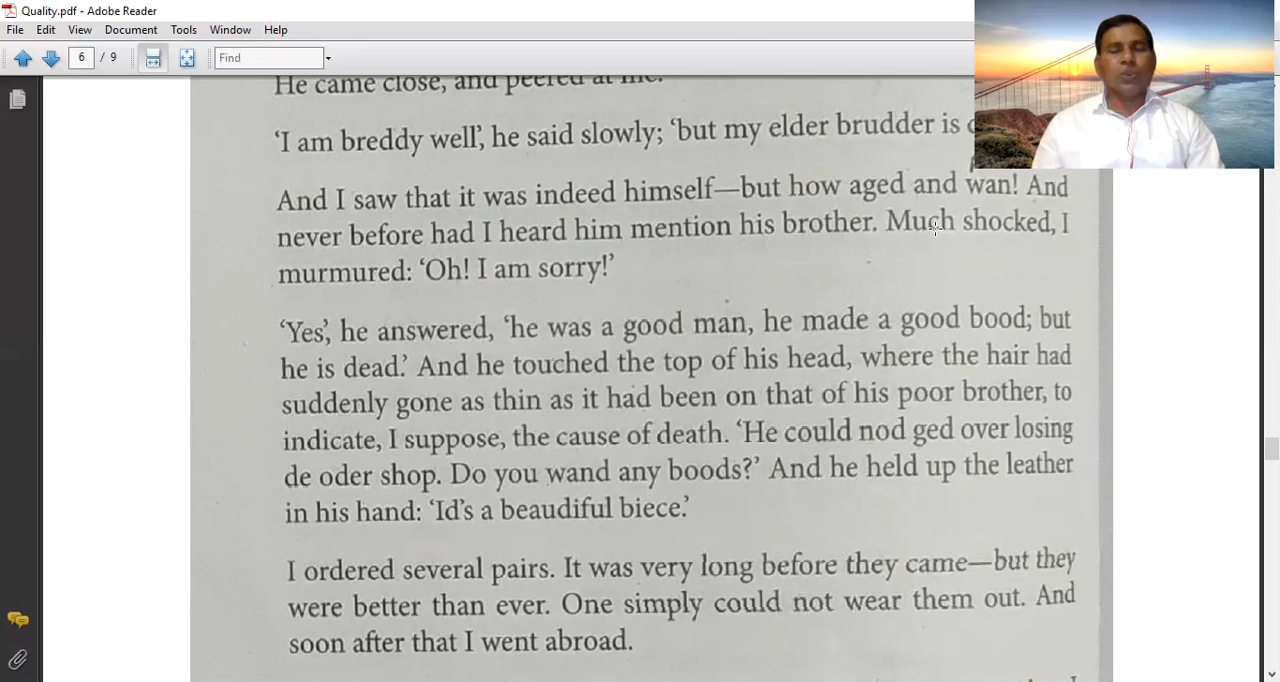 Quality.pdf - Adobe Reader
File Edit View Document Tools Window Help
6 / 9 Find
He came close, and peered at me.
‘I am breddy well’, he said slowly; ‘but my elder brudder is
And I saw that it was indeed himself—but how aged and wan! And
never before had I heard him mention his brother. Much shocked, I
murmured: ‘Oh! I am sorry!’
‘Yes’, he answered, ‘he was a good man, he made a good bood; but
he is dead.’ And he touched the top of his head, where the hair had
suddenly gone as thin as it had been on that of his poor brother, to
indicate, I suppose, the cause of death. ‘He could nod ged over losing
de oder shop. Do you wand any boods?’ And he held up the leather
in his hand: ‘Id’s a beaudiful biece.’
I ordered several pairs. It was very long before they came—but they
were better than ever. One simply could not wear them out. And
soon after that I went abroad.